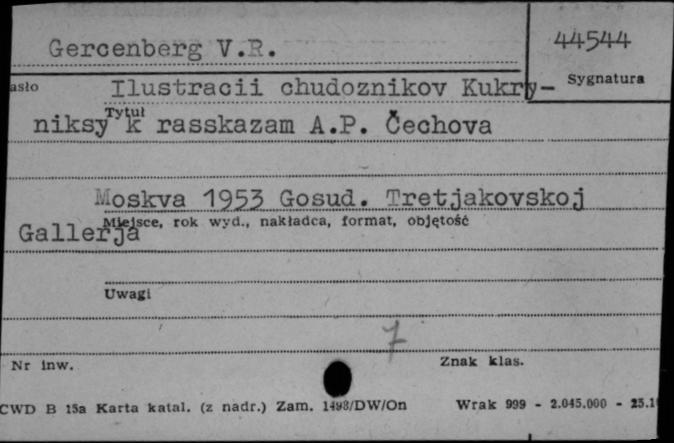 Gercenberg V.R.
44544
asło
Ilustracii chudoznikov Kukry-
Sygnatura
Tytuł
niksy k rasskazam A.P. Čechova
Moskva 1953 Gosud. Tretjakovskoj
Miejsce, rok wyd., nakładca, format, objętość
Gallerja
Uwagi
7
Nr inw.
Znak klas.
CWD B 15a Karta katal. (z nadr.) Zam. 1498/DW/On Wrak 999 - 2.045.000 - 25.1